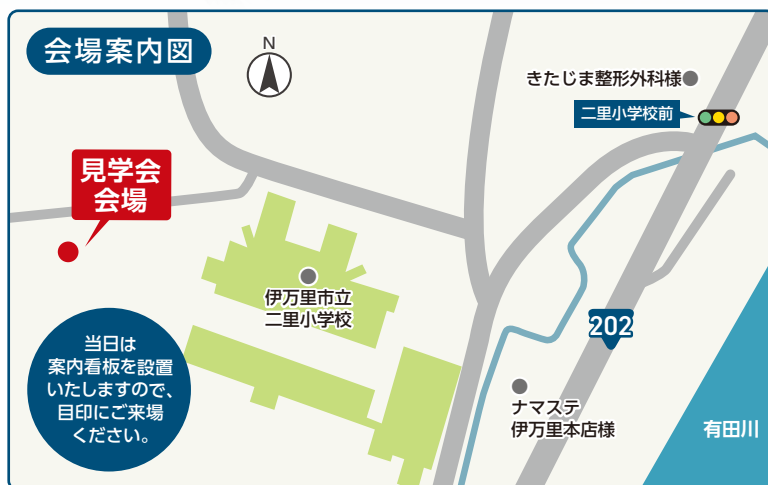 会場案内図
N
きたじま整形外科様
二里小学校前
見学会
会場
伊万里市立
二里小学校
202
当日は
案内看板を設置
いたしますので、
目印にご来場
ください。
ナマステ
伊万里本店様
有田川